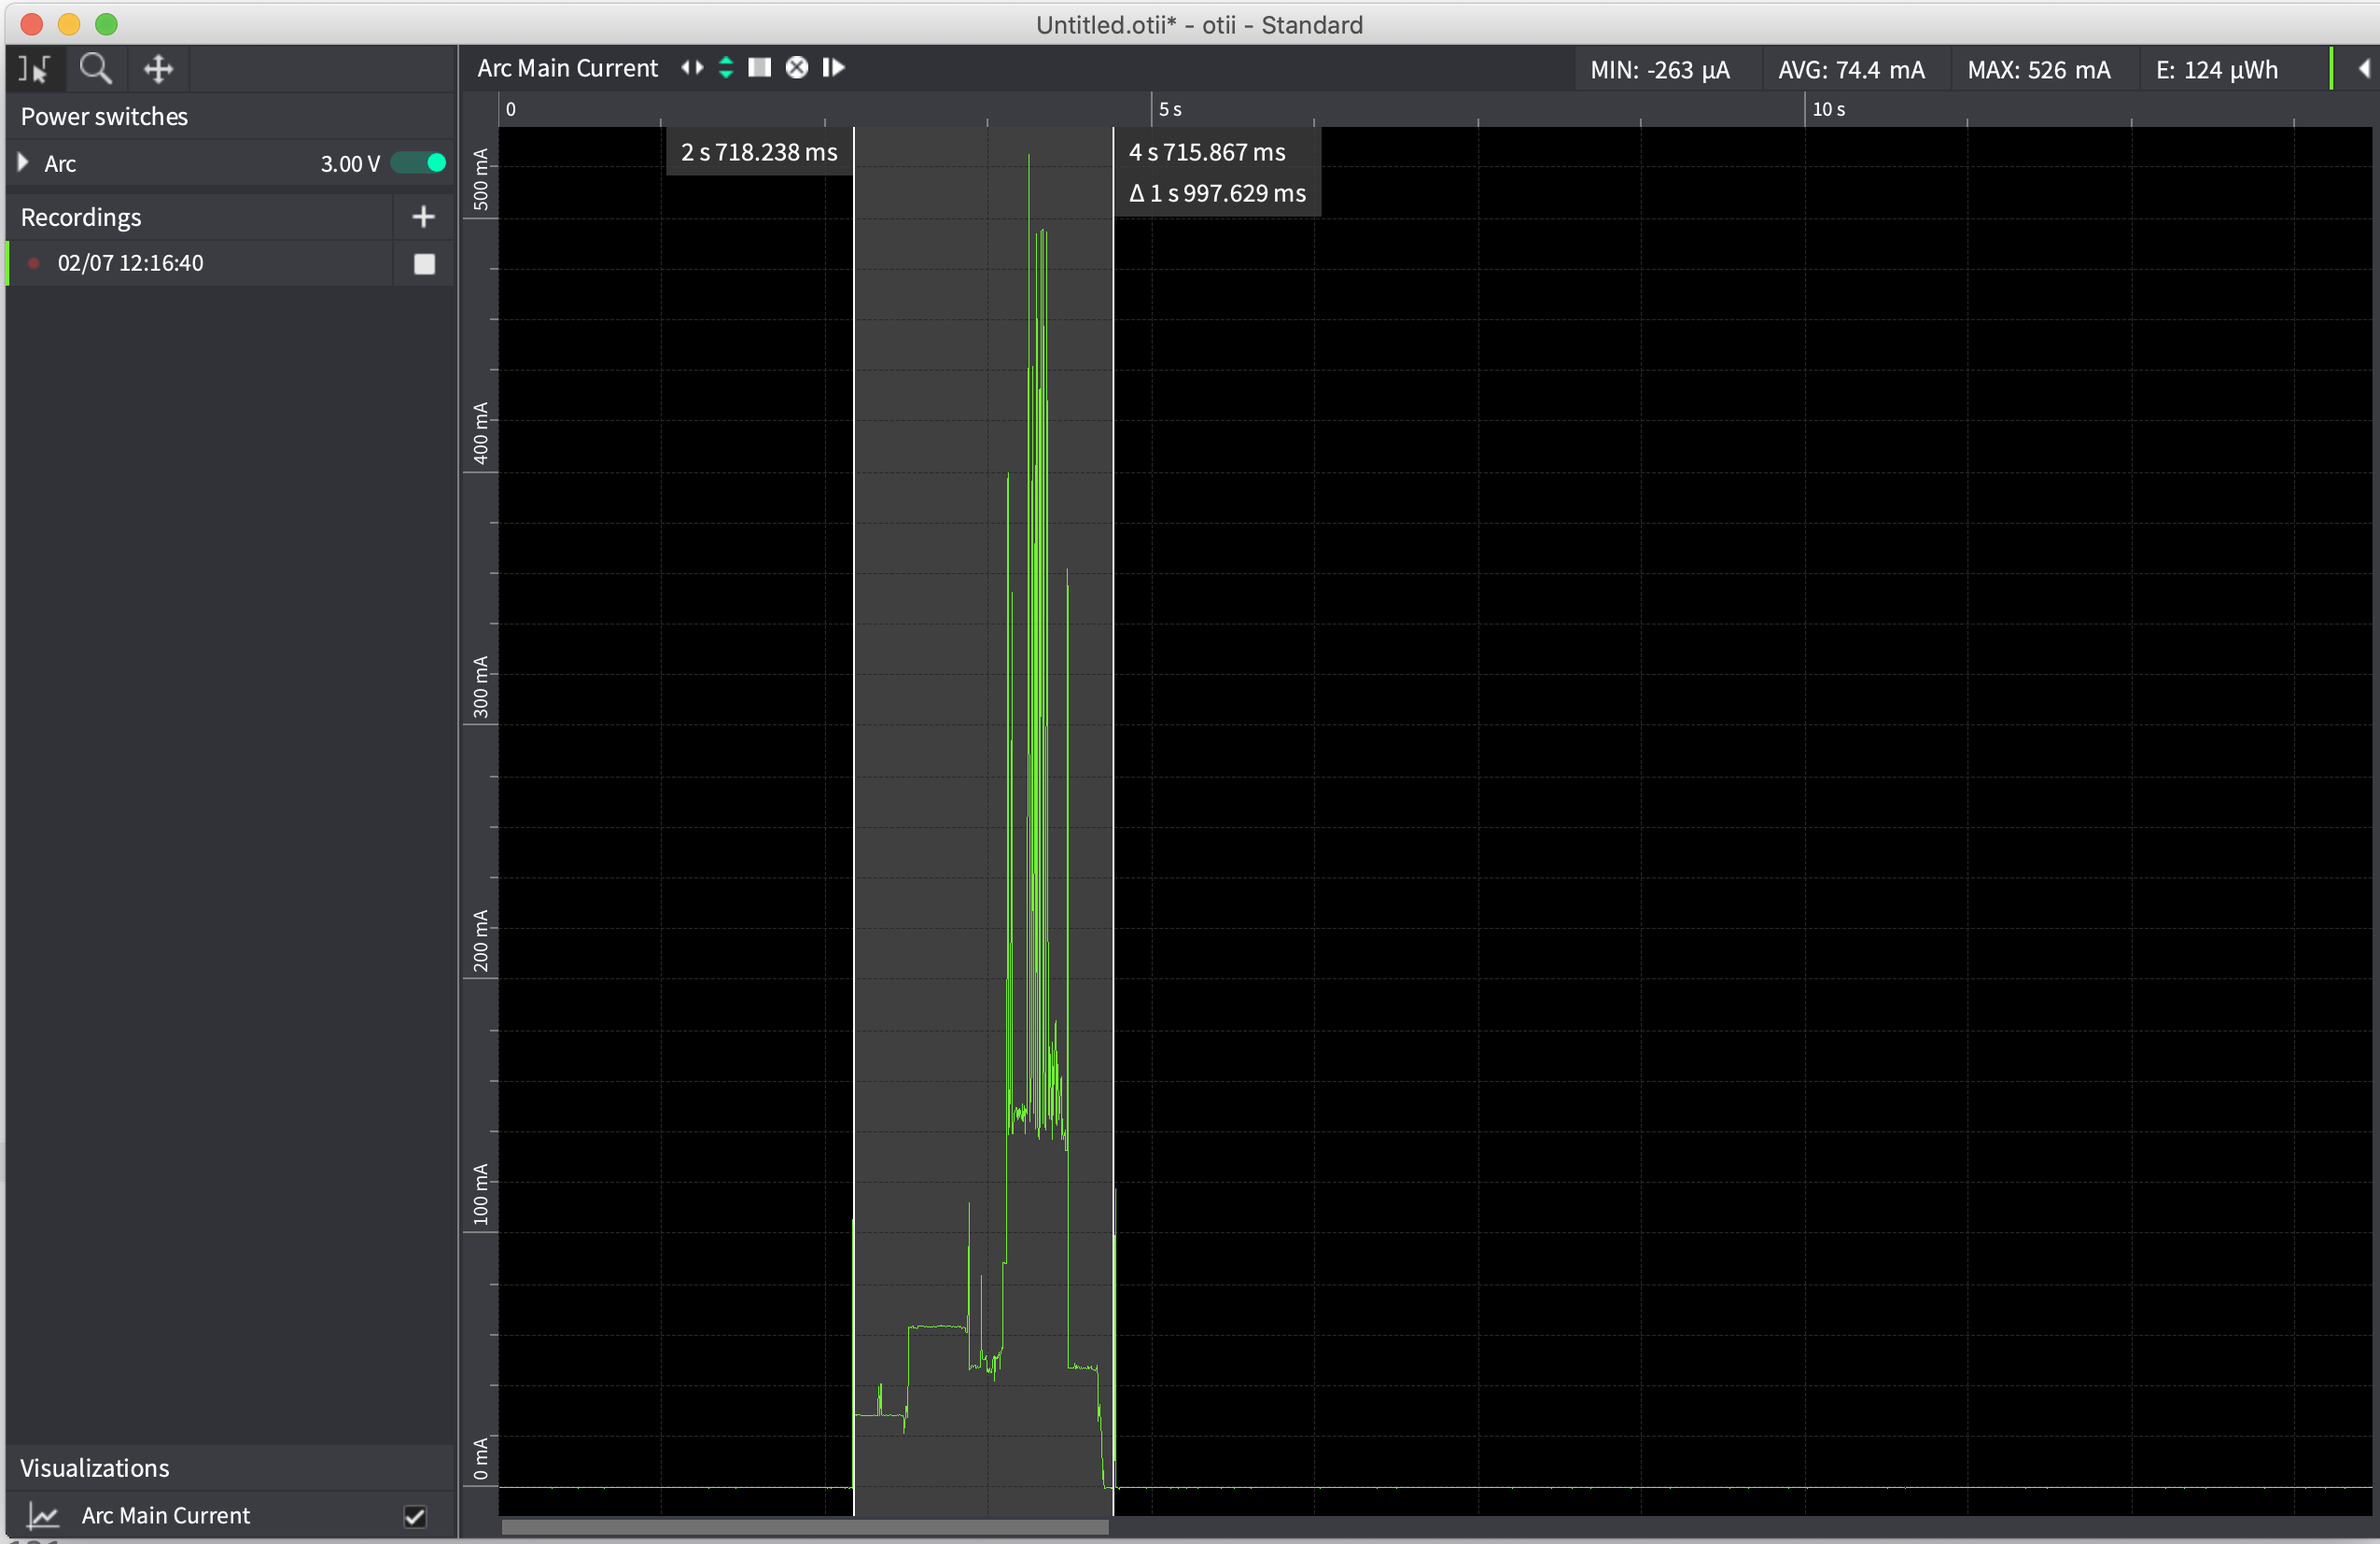 Untitled.otii* - otii - Standard
Arc Main Current
MIN: -263 µA
AVG: 74.4 mA
MAX: 526 mA
E: 124 µWh
Power switches
Arc 3.00 V
Recordings
02/07 12:16:40
0
5 s
10 s
2 s 718.238 ms
4 s 715.867 ms
Δ 1 s 997.629 ms
500 mA
400 mA
300 mA
200 mA
100 mA
0 mA
Visualizations
Arc Main Current